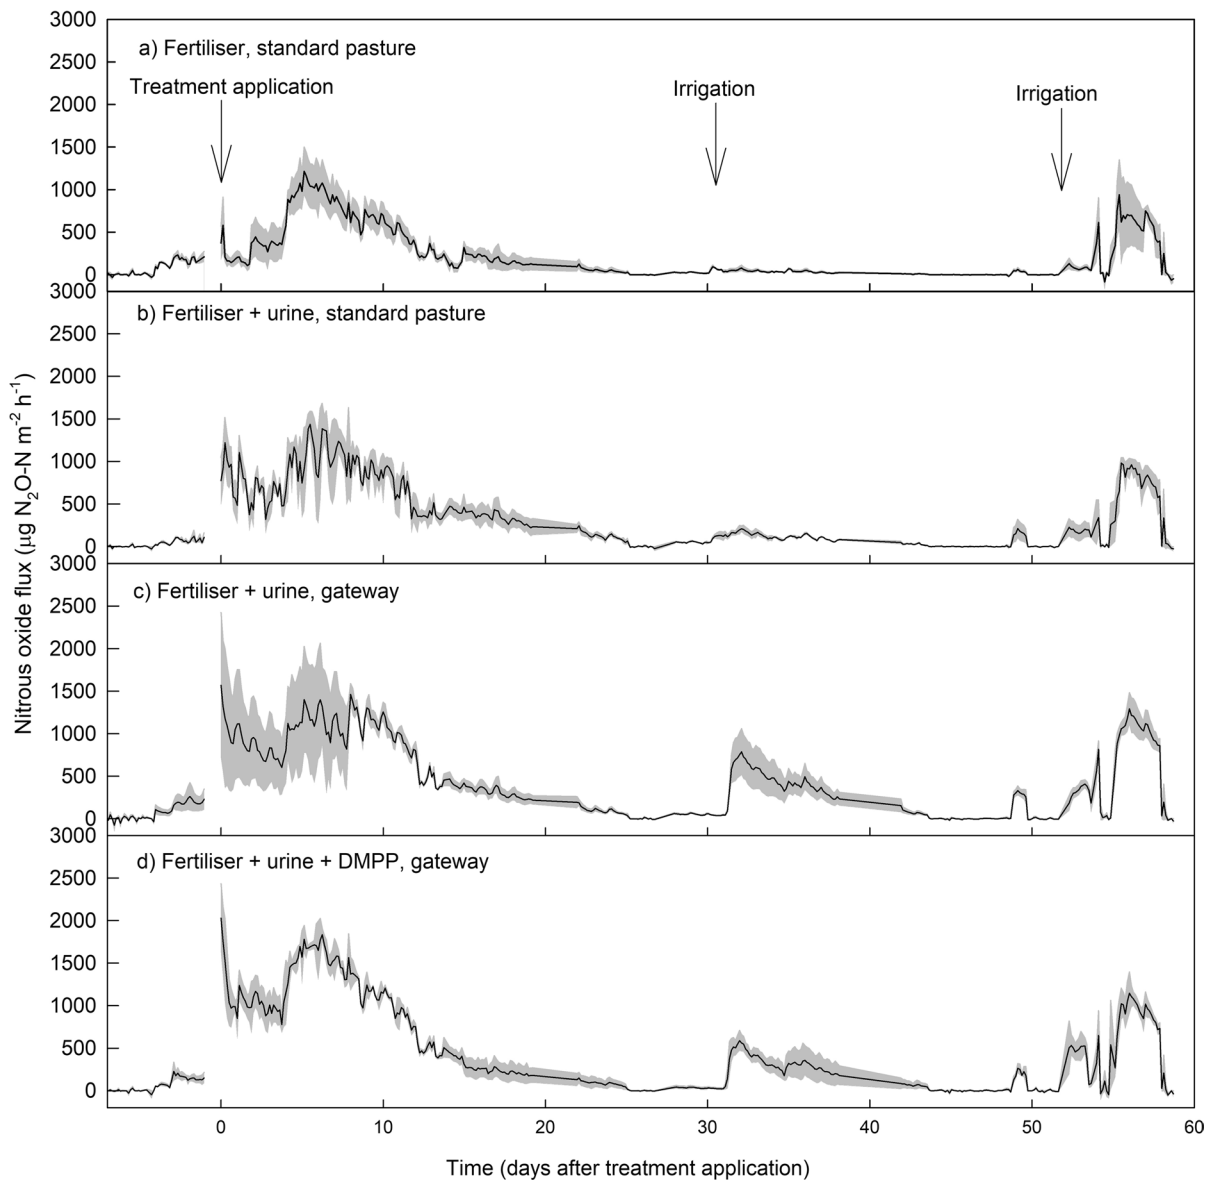 3000
a) Fertiliser, standard pasture
2500
Treatment application
Irrigation
Irrigation
2000
1500
1000
500
0
3000
b) Fertiliser + urine, standard pasture
2500
2000
1500
1000
500
0
Nitrous oxide flux (µg N₂O-N m⁻² h⁻¹)
3000
c) Fertiliser + urine, gateway
2500
2000
1500
1000
500
0
3000
d) Fertiliser + urine + DMPP, gateway
2500
2000
1500
1000
500
0
0 10 20 30 40 50 60
Time (days after treatment application)